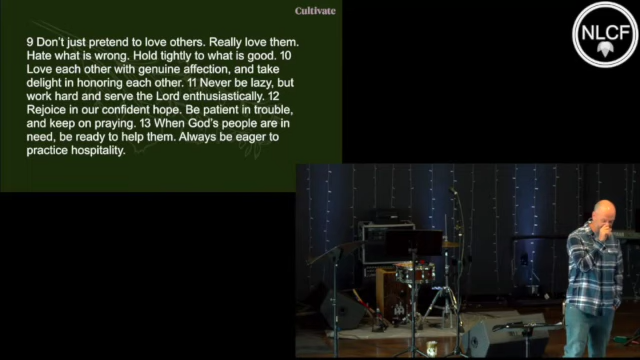 Cultivate
NLCF
9 Don't just pretend to love others. Really love them.
Hate what is wrong. Hold tightly to what is good. 10
Love each other with genuine affection, and take
delight in honoring each other. 11 Never be lazy, but
work hard and serve the Lord enthusiastically. 12
Rejoice in our confident hope. Be patient in trouble,
and keep on praying. 13 When God's people are in
need, be ready to help them. Always be eager to
practice hospitality.